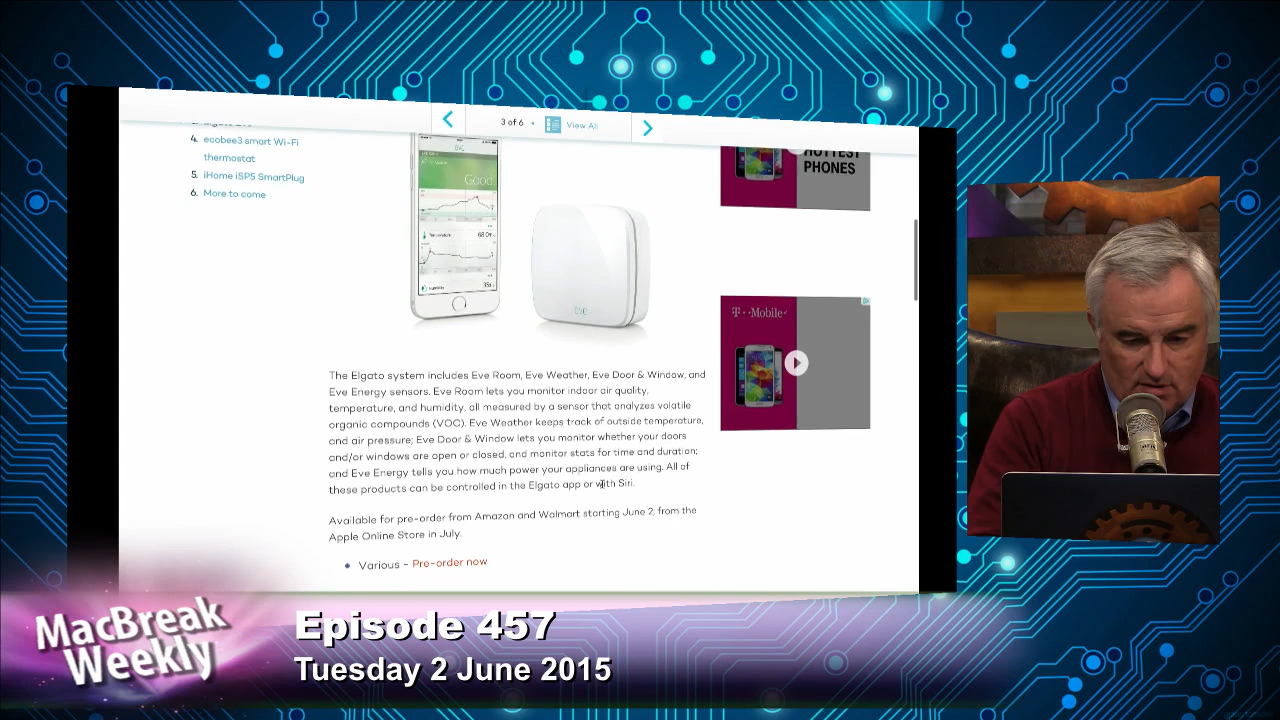 3 of 6
View All
4. ecobee3 smart Wi-Fi
thermostat
5. iHome iSP5 SmartPlug
6. More to come
eve
Good
Temperature
eve
HOTTEST
PHONES
T-Mobile
The Elgato system includes Eve Room, Eve Weather, Eve Door & Window, and
Eve Energy sensors. Eve Room lets you monitor indoor air quality,
temperature, and humidity, all measured by a sensor that analyzes volatile
organic compounds (VOC). Eve Weather keeps track of outside temperature,
and air pressure; Eve Door & Window lets you monitor whether your doors
and/or windows are open or closed, and monitor stats for time and duration;
and Eve Energy tells you how much power your appliances are using. All of
these products can be controlled in the Elgato app or with Siri.
Available for pre-order from Amazon and Walmart starting June 2, from the
Apple Online Store in July.
• Various - Pre-order now
MacBreak
Weekly
Episode 457
Tuesday 2 June 2015